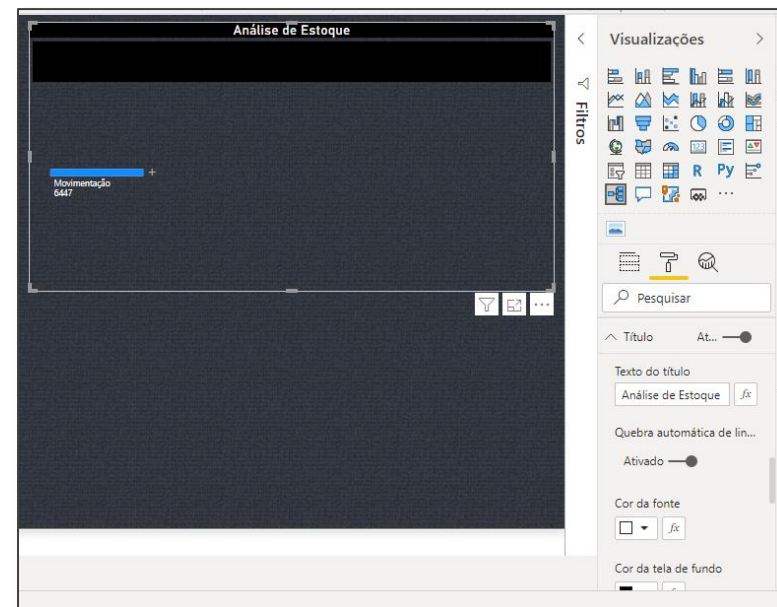 Análise de Estoque
Movimentação
6447
Filtros
Visualizações
123
R
Py
Pesquisar
Título
At...
Texto do título
Análise de Estoque
fx
Quebra automática de lin...
Ativado
Cor da fonte
fx
Cor da tela de fundo